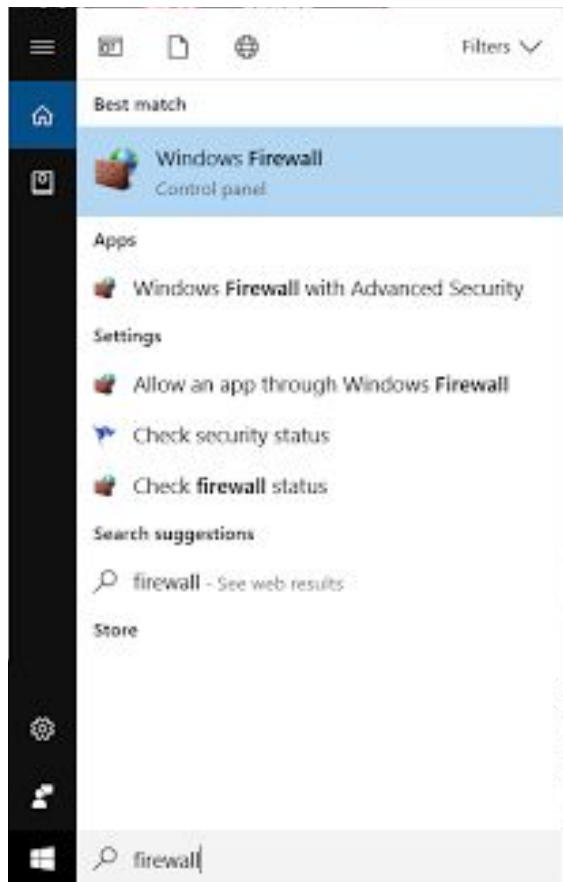 Filters
Best match
Windows Firewall
Control panel
Apps
Windows Firewall with Advanced Security
Settings
Allow an app through Windows Firewall
Check security status
Check firewall status
Search suggestions
firewall - See web results
Store
firewall